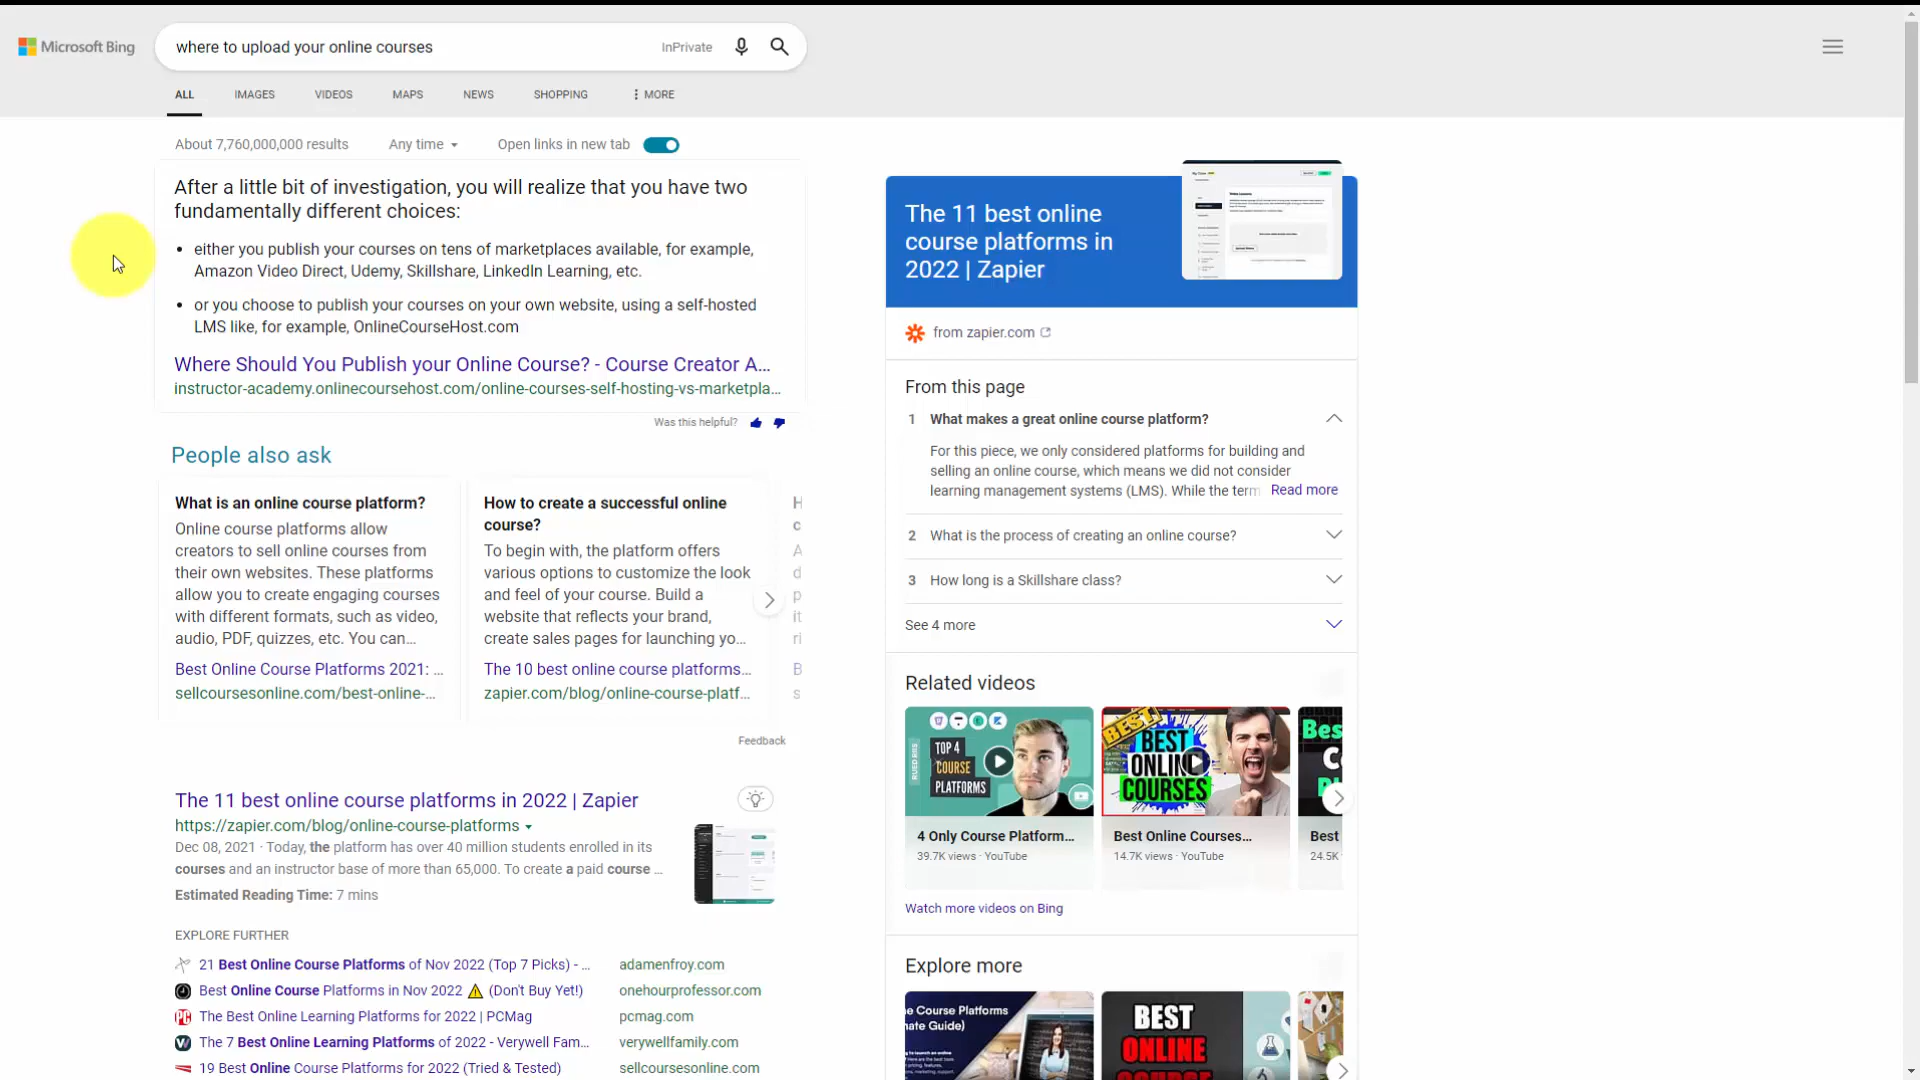 Microsoft Bing
where to upload your online courses
InPrivate
ALL
IMAGES
VIDEOS
MAPS
NEWS
SHOPPING
MORE
About 7,760,000,000 results
Any time
Open links in new tab
After a little bit of investigation, you will realize that you have two
fundamentally different choices:
either you publish your courses on tens of marketplaces available, for example,
Amazon Video Direct, Udemy, Skillshare, LinkedIn Learning, etc.
or you choose to publish your courses on your own website, using a self-hosted
LMS like, for example, OnlineCourseHost.com
Where Should You Publish your Online Course? - Course Creator A...
instructor-academy.onlinecoursehost.com/online-courses-self-hosting-vs-marketpla...
Was this helpful?
People also ask
What is an online course platform?
Online course platforms allow
creators to sell online courses from
their own websites. These platforms
allow you to create engaging courses
with different formats, such as video,
audio, PDF, quizzes, etc. You can...
Best Online Course Platforms 2021: ...
sellcoursesonline.com/best-online-...
How to create a successful online
course?
To begin with, the platform offers
various options to customize the look
and feel of your course. Build a
website that reflects your brand,
create sales pages for launching yo...
The 10 best online course platforms...
zapier.com/blog/online-course-platf...
Feedback
The 11 best online course platforms in 2022 | Zapier
https://zapier.com/blog/online-course-platforms
Dec 08, 2021 · Today, the platform has over 40 million students enrolled in its
courses and an instructor base of more than 65,000. To create a paid course ...
Estimated Reading Time: 7 mins
EXPLORE FURTHER
21 Best Online Course Platforms of Nov 2022 (Top 7 Picks) - ...
adamenfroy.com
Best Online Course Platforms in Nov 2022 ⚠️ (Don't Buy Yet!)
onehourprofessor.com
The Best Online Learning Platforms for 2022 | PCMag
pcmag.com
The 7 Best Online Learning Platforms of 2022 - Verywell Fam...
verywellfamily.com
19 Best Online Course Platforms for 2022 (Tried & Tested)
sellcoursesonline.com
The 11 best online
course platforms in
2022 | Zapier
from zapier.com
From this page
1 What makes a great online course platform?
For this piece, we only considered platforms for building and
selling an online course, which means we did not consider
learning management systems (LMS). While the term
Read more
2 What is the process of creating an online course?
3 How long is a Skillshare class?
See 4 more
Related videos
TOP 4
COURSE
PLATFORMS
4 Only Course Platform...
39.7K views · YouTube
BEST
BEST
ONLINE
COURSES
Best Online Courses...
14.7K views · YouTube
Bes
Best
24.5K
Watch more videos on Bing
Explore more
e Course Platforms
nate Guide)
BEST
ONLINE